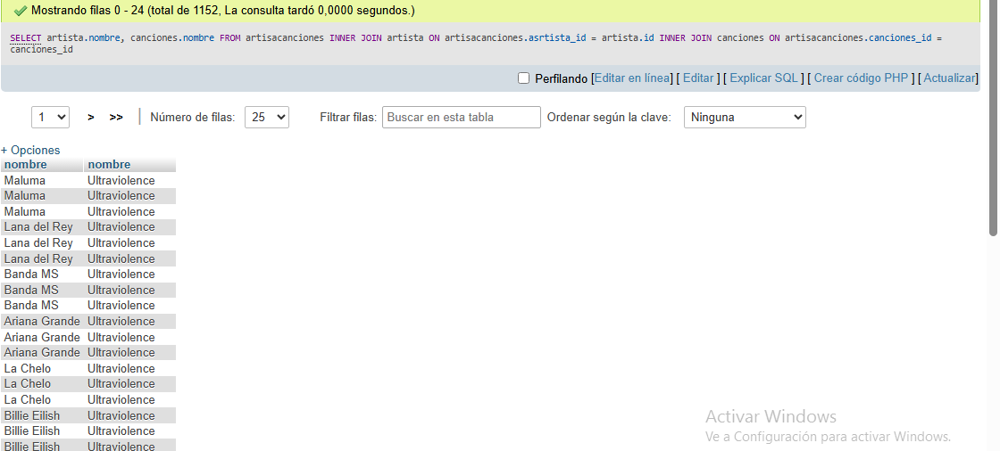 Mostrando filas 0 - 24 (total de 1152, La consulta tardó 0,0000 segundos.)
SELECT artista.nombre, canciones.nombre FROM artisacanciones INNER JOIN artista ON artisacanciones.asrtista_id = artista.id INNER JOIN canciones ON artisacanciones.canciones_id =
canciones_id
Perfilando [Editar en línea] [ Editar ] [ Explicar SQL ] [ Crear código PHP ] [ Actualizar]
1 > >> | Número de filas: 25 Filtrar filas: Buscar en esta tabla Ordenar según la clave: Ninguna
+ Opciones
nombre nombre
Maluma Ultraviolence
Maluma Ultraviolence
Maluma Ultraviolence
Lana del Rey Ultraviolence
Lana del Rey Ultraviolence
Lana del Rey Ultraviolence
Banda MS Ultraviolence
Banda MS Ultraviolence
Banda MS Ultraviolence
Ariana Grande Ultraviolence
Ariana Grande Ultraviolence
Ariana Grande Ultraviolence
La Chelo Ultraviolence
La Chelo Ultraviolence
La Chelo Ultraviolence
Billie Eilish Ultraviolence
Billie Eilish Ultraviolence
Billie Eilish Ultraviolence
Activar Windows
Ve a Configuración para activar Windows.